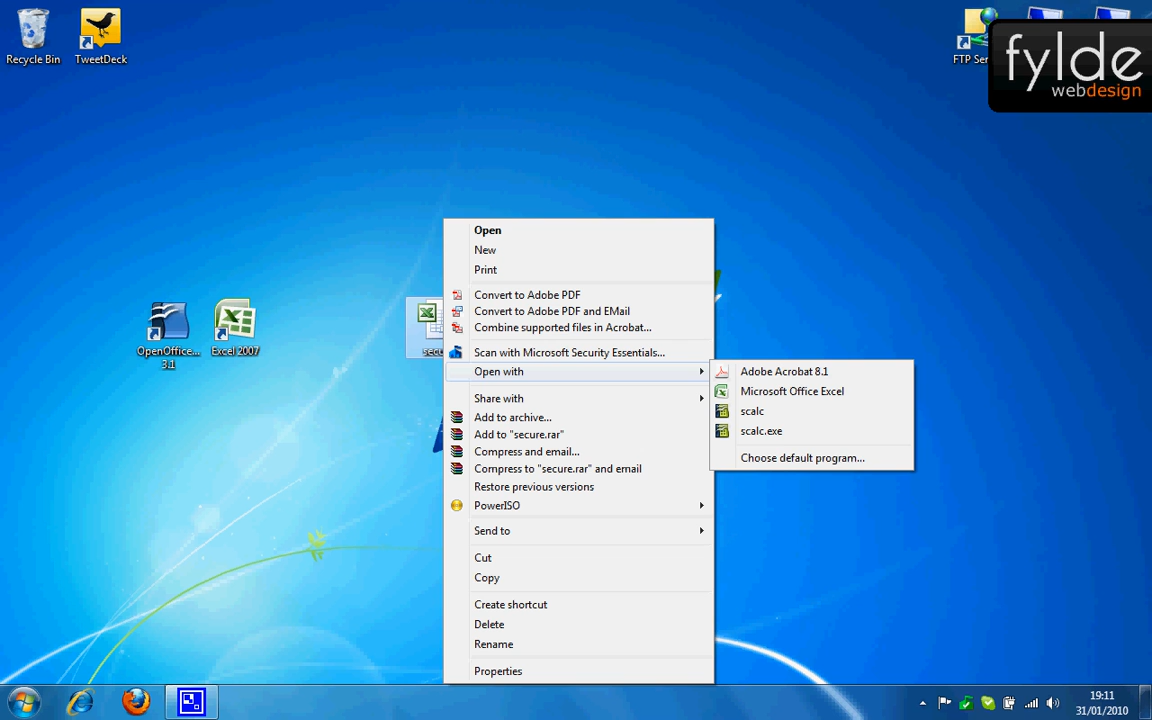 Recycle Bin
TweetDeck
FTP Ser
fylde
webdesign
OpenOffice...
3.1
Excel 2007
secu
Open
New
Print
Convert to Adobe PDF
Convert to Adobe PDF and EMail
Combine supported files in Acrobat...
Scan with Microsoft Security Essentials...
Open with
Share with
Add to archive...
Add to "secure.rar"
Compress and email...
Compress to "secure.rar" and email
Restore previous versions
PowerISO
Send to
Cut
Copy
Create shortcut
Delete
Rename
Properties
Adobe Acrobat 8.1
Microsoft Office Excel
scalc
scalc.exe
Choose default program...
19:11
31/01/2010